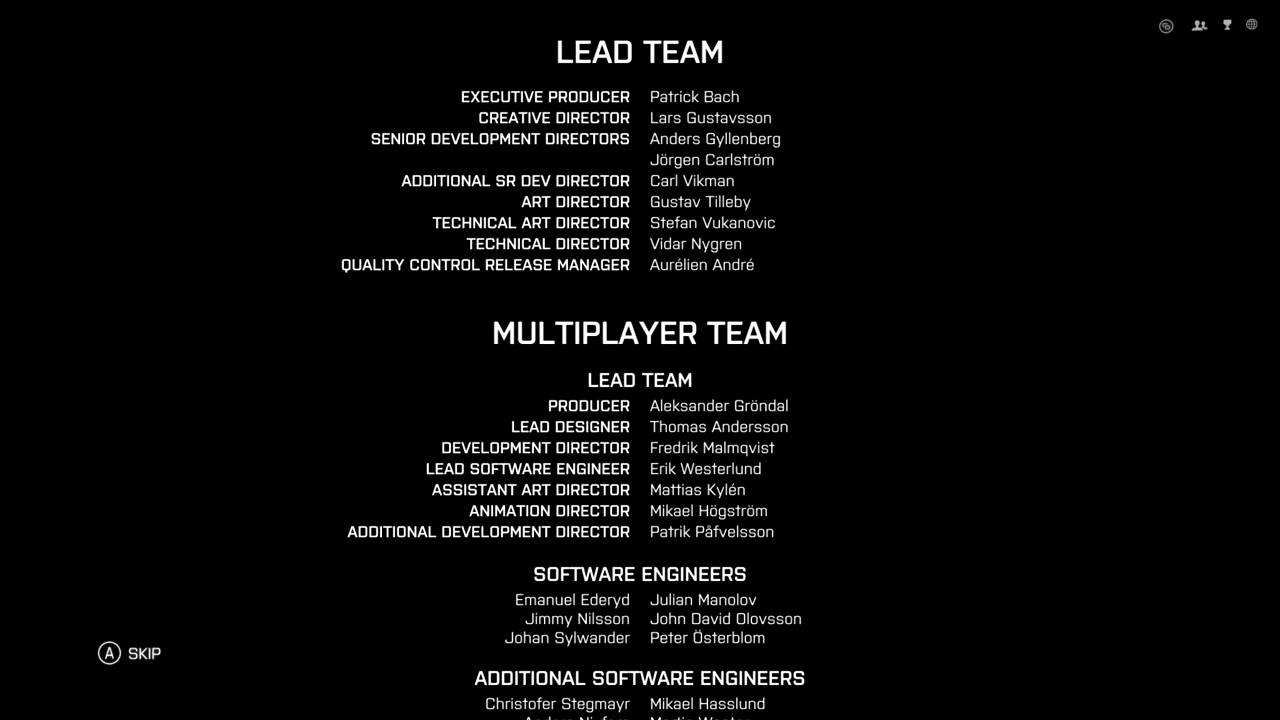 LEAD TEAM
EXECUTIVE PRODUCER Patrick Bach
CREATIVE DIRECTOR Lars Gustavsson
SENIOR DEVELOPMENT DIRECTORS Anders Gyllenberg
Jörgen Carlström
ADDITIONAL SR DEV DIRECTOR Carl Vikman
ART DIRECTOR Gustav Tilleby
TECHNICAL ART DIRECTOR Stefan Vukanovic
TECHNICAL DIRECTOR Vidar Nygren
QUALITY CONTROL RELEASE MANAGER Aurélien André
MULTIPLAYER TEAM
LEAD TEAM
PRODUCER Aleksander Gröndal
LEAD DESIGNER Thomas Andersson
DEVELOPMENT DIRECTOR Fredrik Malmqvist
LEAD SOFTWARE ENGINEER Erik Westerlund
ASSISTANT ART DIRECTOR Mattias Kylén
ANIMATION DIRECTOR Mikael Högström
ADDITIONAL DEVELOPMENT DIRECTOR Patrik Påfvelsson
SOFTWARE ENGINEERS
Emanuel Ederyd Julian Manolov
Jimmy Nilsson John David Olovsson
Johan Sylwander Peter Österblom
A SKIP
ADDITIONAL SOFTWARE ENGINEERS
Christofer Stegmayr Mikael Hasslund